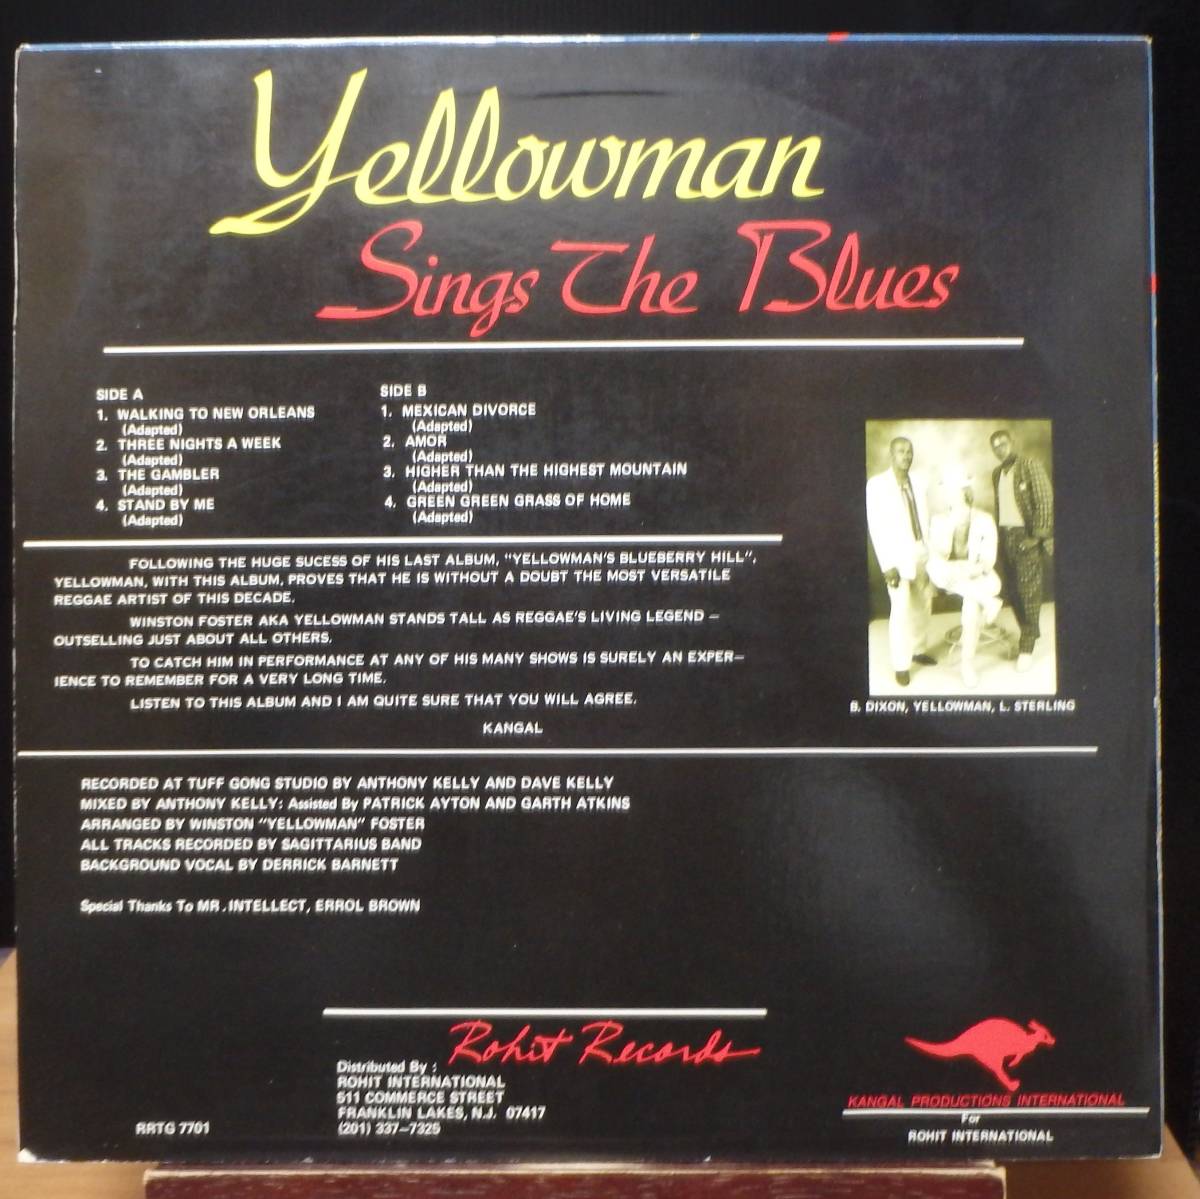 Yellowman
Sings The Blues
SIDE A
1. WALKING TO NEW ORLEANS
(Adapted)
2. THREE NIGHTS A WEEK
(Adapted)
3. THE GAMBLER
(Adapted)
4. STAND BY ME
(Adapted)
SIDE B
1. MEXICAN DIVORCE
(Adapted)
2. AMOR
(Adapted)
3. HIGHER THAN THE HIGHEST MOUNTAIN
(Adapted)
4. GREEN GREEN GRASS OF HOME
(Adapted)
FOLLOWING THE HUGE SUCESS OF HIS LAST ALBUM, "YELLOWMAN'S BLUEBERRY HILL",
YELLOWMAN, WITH THIS ALBUM, PROVES THAT HE IS WITHOUT A DOUBT THE MOST VERSATILE
REGGAE ARTIST OF THIS DECADE.
WINSTON FOSTER AKA YELLOWMAN STANDS TALL AS REGGAE'S LIVING LEGEND –
OUTSELLING JUST ABOUT ALL OTHERS.
TO CATCH HIM IN PERFORMANCE AT ANY OF HIS MANY SHOWS IS SURELY AN EXPER–
IENCE TO REMEMBER FOR A VERY LONG TIME.
LISTEN TO THIS ALBUM AND I AM QUITE SURE THAT YOU WILL AGREE.
KANGAL
B. DIXON, YELLOWMAN, L. STERLING
RECORDED AT TUFF GONG STUDIO BY ANTHONY KELLY AND DAVE KELLY
MIXED BY ANTHONY KELLY: Assisted By PATRICK AYTON AND GARTH ATKINS
ARRANGED BY WINSTON "YELLOWMAN" FOSTER
ALL TRACKS RECORDED BY SAGITTARIUS BAND
BACKGROUND VOCAL BY DERRICK BARNETT
Special Thanks To MR. INTELLECT, ERROL BROWN
Rohit Records
Distributed By :
ROHIT INTERNATIONAL
511 COMMERCE STREET
FRANKLIN LAKES, N.J. 07417
(201) 337–7325
RRTG 7701
KANGAL PRODUCTIONS INTERNATIONAL
For
ROHIT INTERNATIONAL